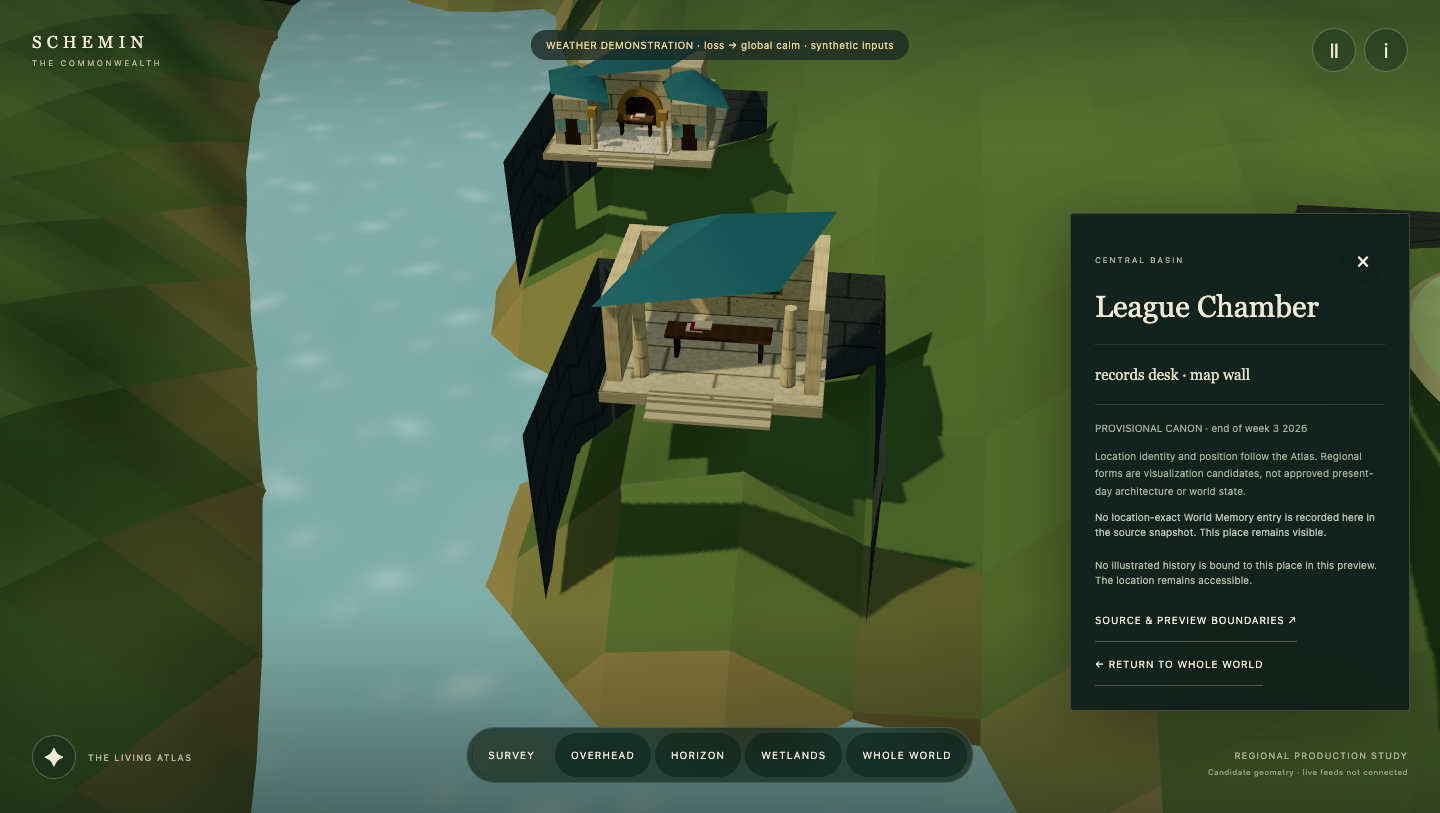 SCHEMIN
THE COMMONWEALTH
WEATHER DEMONSTRATION · loss → global calm · synthetic inputs
i
CENTRAL BASIN
×
League Chamber
records desk · map wall
PROVISIONAL CANON · end of week 3 2026
Location identity and position follow the Atlas. Regional
forms are visualization candidates, not approved present-
day architecture or world state.
No location-exact World Memory entry is recorded here in
the source snapshot. This place remains visible.
No illustrated history is bound to this place in this preview.
The location remains accessible.
SOURCE & PREVIEW BOUNDARIES ↗
← RETURN TO WHOLE WORLD
THE LIVING ATLAS
SURVEY
OVERHEAD
HORIZON
WETLANDS
WHOLE WORLD
REGIONAL PRODUCTION STUDY
Candidate geometry · live feeds not connected